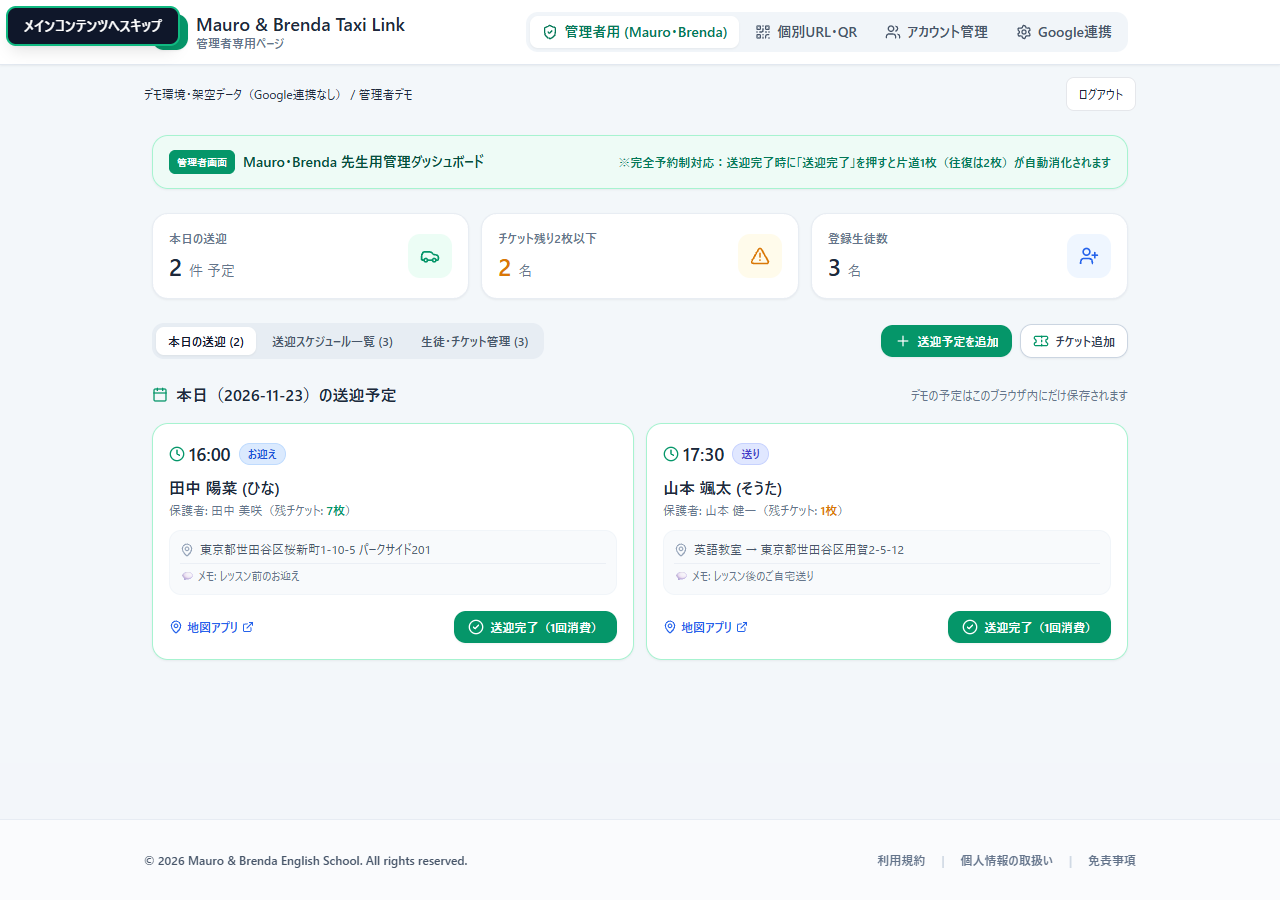 メインコンテンツへスキップ
Mauro & Brenda Taxi Link
管理者専用ページ
管理者用 (Mauro・Brenda)
個別URL・QR
アカウント管理
Google連携
デモ環境・架空データ（Google連携なし） / 管理者デモ
ログアウト
管理者画面
Mauro・Brenda 先生用管理ダッシュボード
※完全予約制対応：送迎完了時に「送迎完了」を押すと片道1枚（往復は2枚）が自動消化されます
本日の送迎
2 件 予定
チケット残り2枚以下
2 名
登録生徒数
3 名
本日の送迎 (2)
送迎スケジュール一覧 (3)
生徒・チケット管理 (3)
送迎予定を追加
チケット追加
本日（2026-11-23）の送迎予定
デモの予定はこのブラウザ内にだけ保存されます
16:00 お迎え
田中 陽菜 (ひな)
保護者: 田中 美咲（残チケット: 7枚）
東京都世田谷区桜新町1-10-5 パークサイド201
メモ: レッスン前のお迎え
地図アプリ
送迎完了（1回消費）
17:30 送り
山本 颯太 (そうた)
保護者: 山本 健一（残チケット: 1枚）
英語教室 → 東京都世田谷区用賀2-5-12
メモ: レッスン後のご自宅送り
地図アプリ
送迎完了（1回消費）
© 2026 Mauro & Brenda English School. All rights reserved.
利用規約 | 個人情報の取扱い | 免責事項